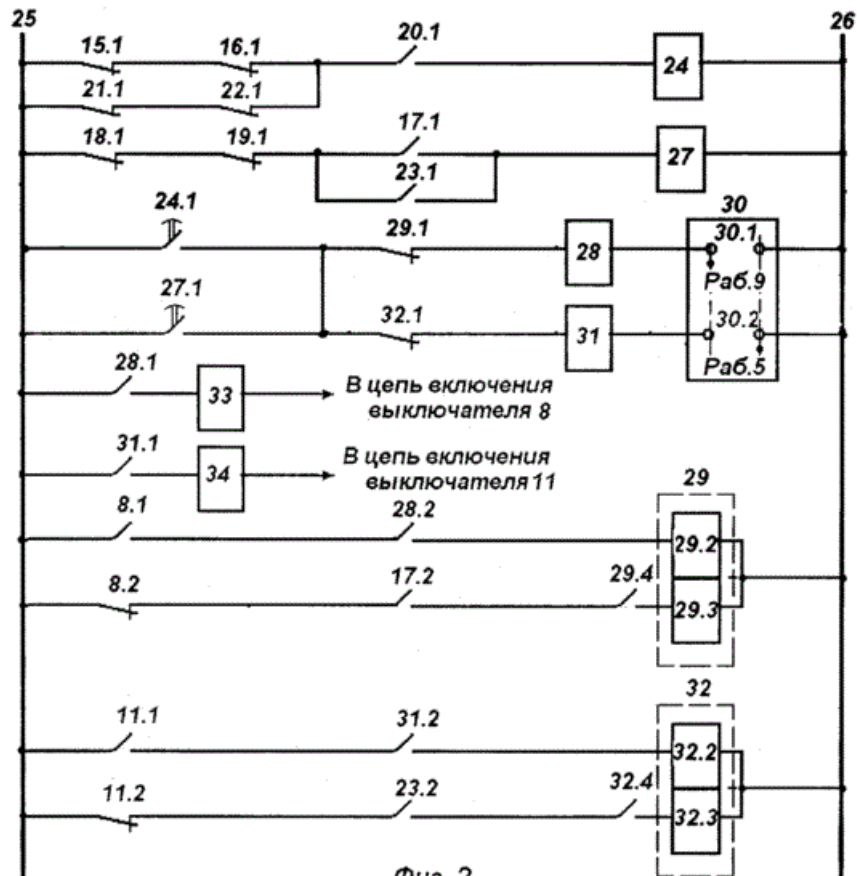 25 26
15.1 16.1 20.1
24
21.1 22.1
18.1 19.1 17.1
27
23.1
24.1 29.1 30
28 30.1
Раб.9
27.1 32.1 30.2
31
Раб.5
28.1
33 В цепь включения
выключателя 8
31.1
34 В цепь включения
выключателя 11
29
8.1 28.2
29.2
8.2 17.2 29.4
29.3
32
11.1 31.2
32.2
11.2 23.2 32.4
32.3
Фиг. 2